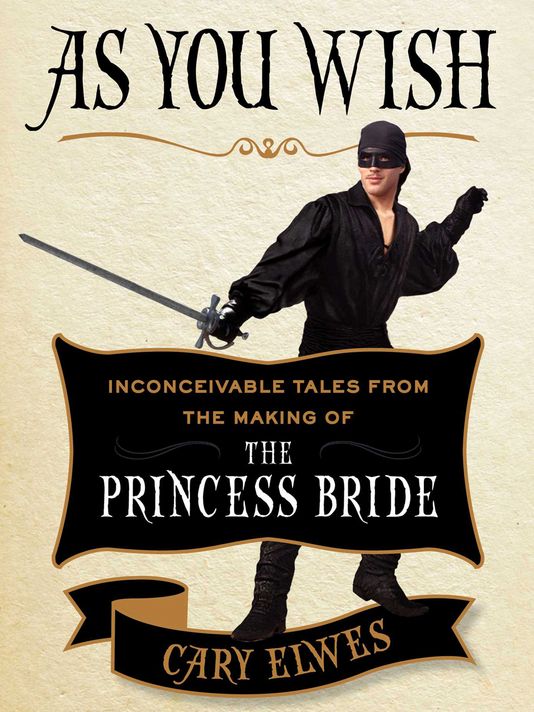 AS YOU WISH
INCONCEIVABLE TALES FROM
THE MAKING OF
THE
PRINCESS BRIDE
CARY ELWES